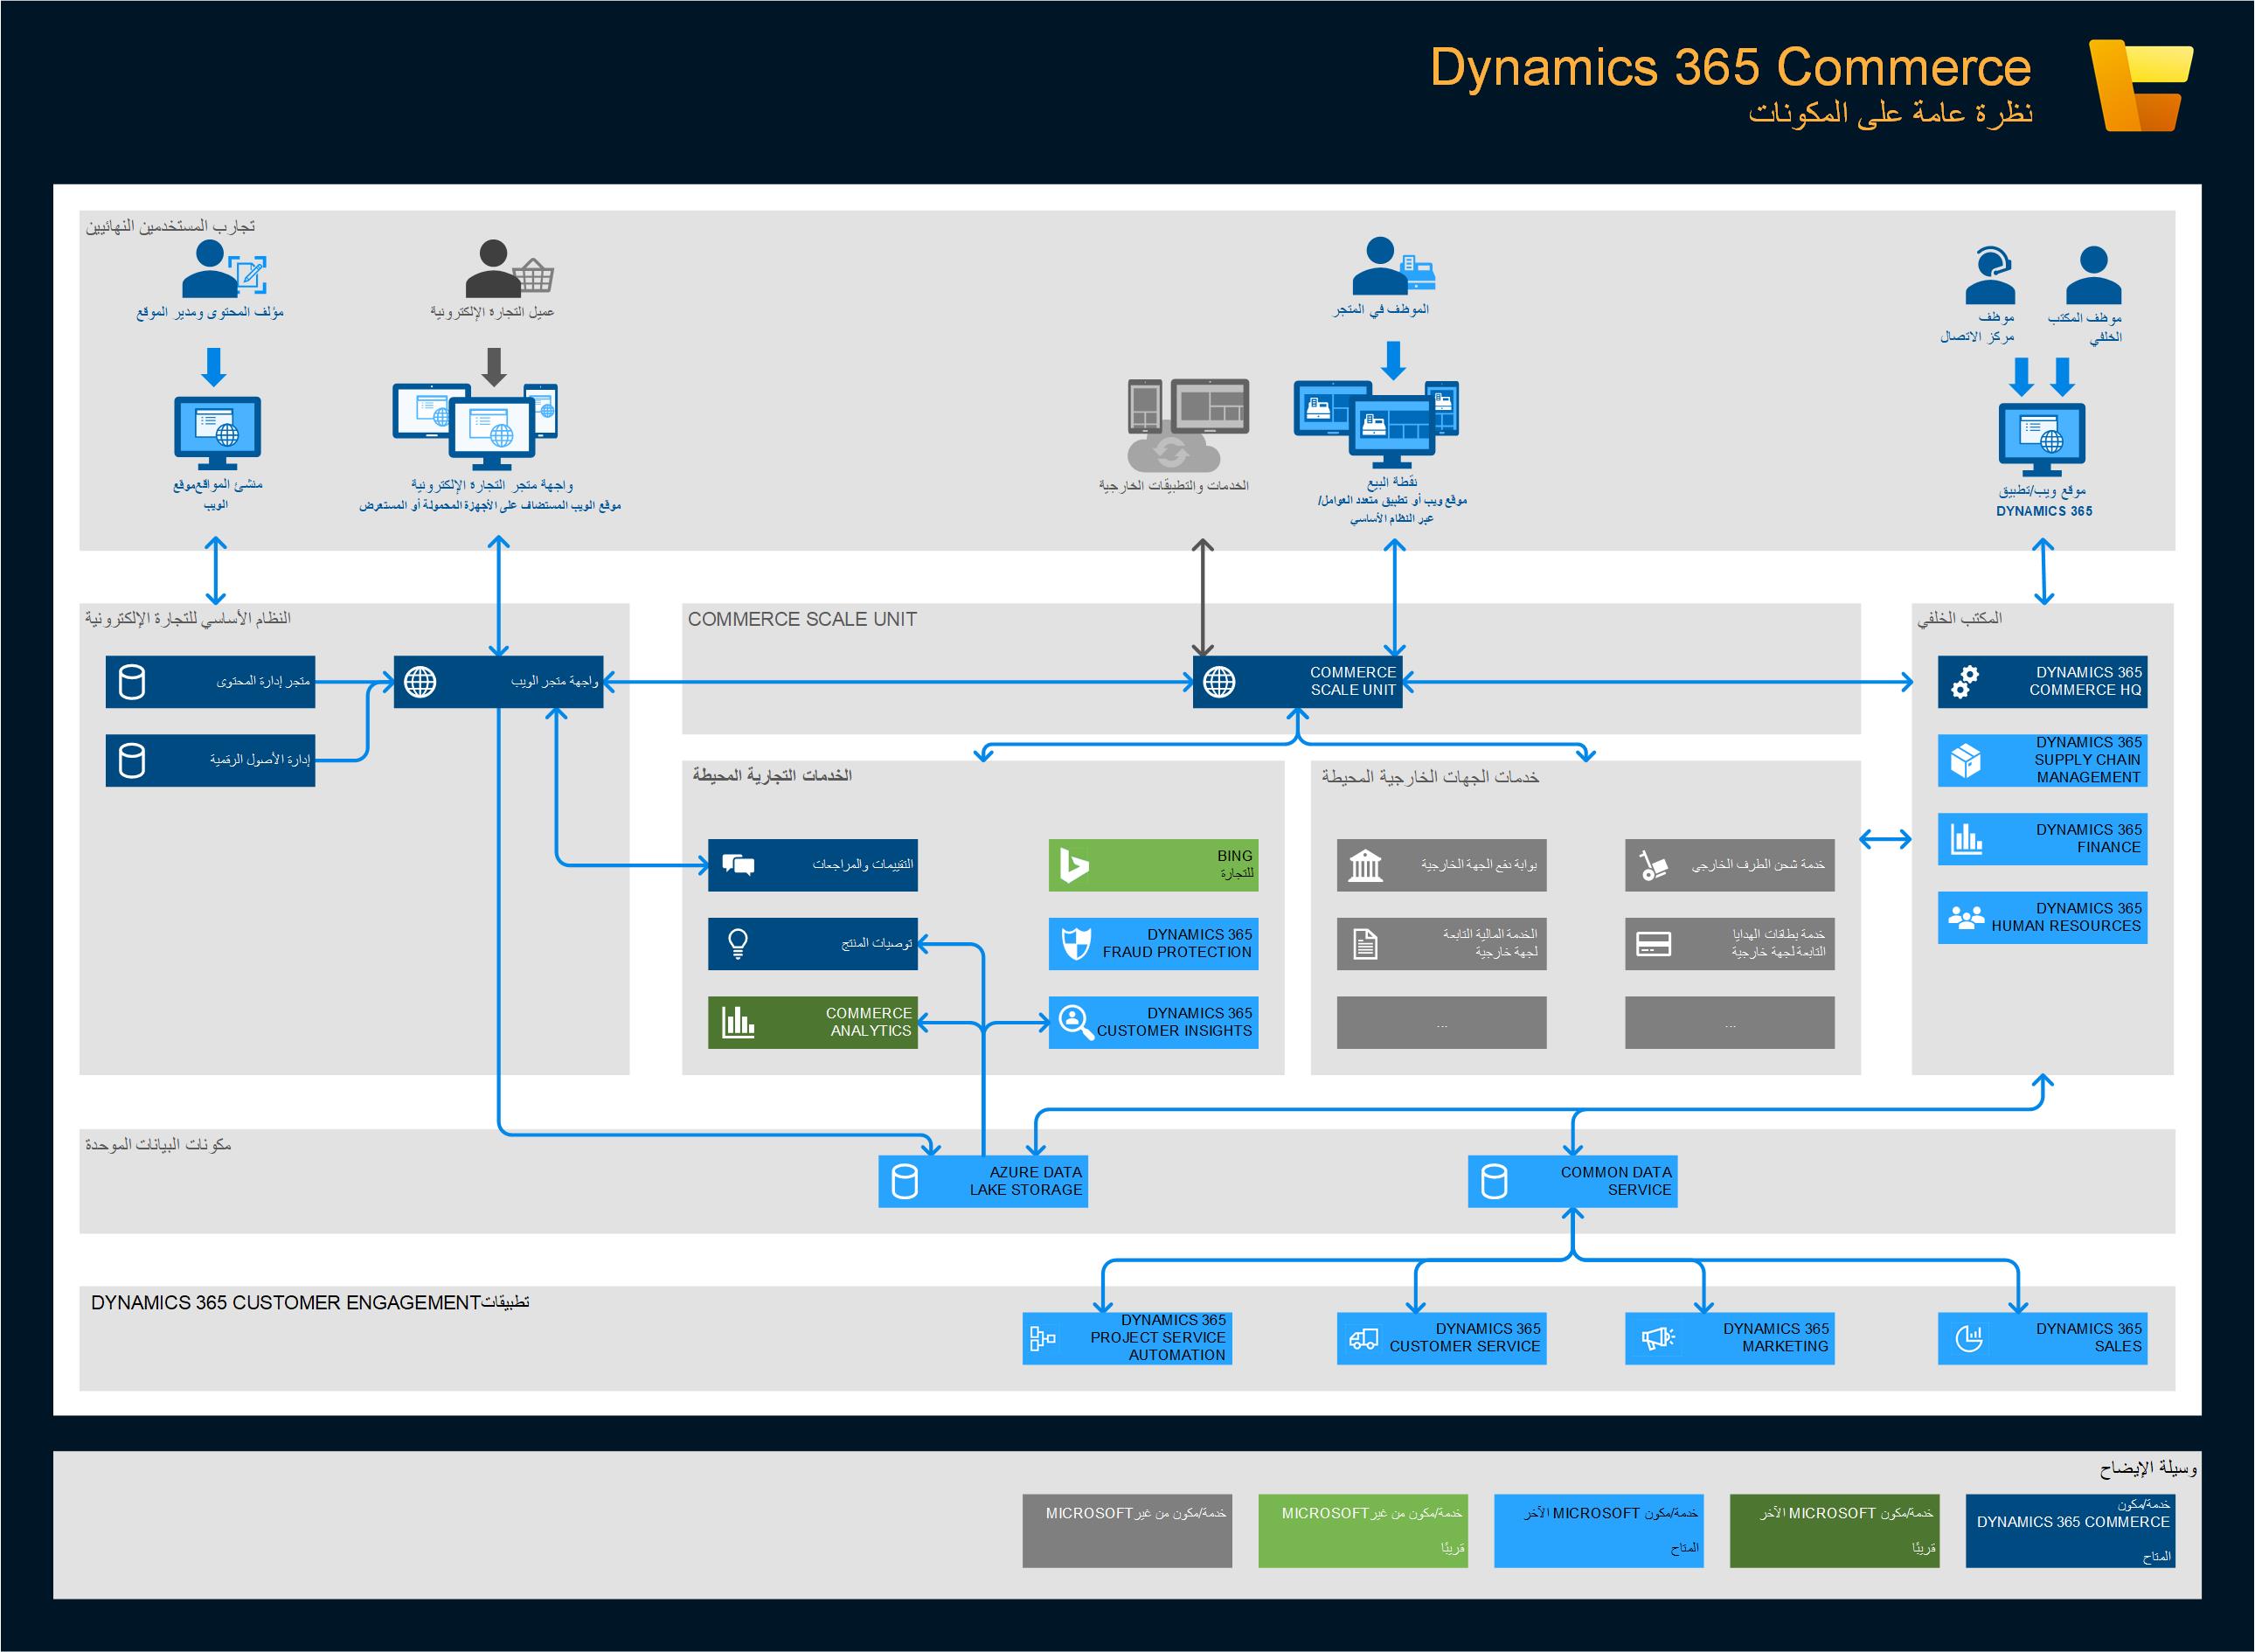 Dynamics 365 Commerce
نظرة عامة على المكونات
تجارب المستخدمين النهائيين
مؤلف المحتوى ومدير الموقع
عميل التجارة الإلكترونية
الموظف في المتجر
موظف
مركز الاتصال
موظف المكتب
الخلفي
منشئ المواقع‎موقع
الويب
واجهة متجر التجارة الإلكترونية
موقع الويب المستضاف على الأجهزة المحمولة أو المستعرض
الخدمات والتطبيقات الخارجية
نقطة البيع
موقع ويب أو تطبيق متعدد العوامل/
عبر النظام الأساسي
موقع ويب/تطبيق
DYNAMICS 365
النظام الأساسي للتجارة الإلكترونية
متجر إدارة المحتوى
إدارة الأصول الرقمية
واجهة متجر الويب
COMMERCE SCALE UNIT
COMMERCE
SCALE UNIT
المكتب الخلفي
DYNAMICS 365
COMMERCE HQ
DYNAMICS 365
SUPPLY CHAIN
MANAGEMENT
DYNAMICS 365
FINANCE
DYNAMICS 365
HUMAN RESOURCES
الخدمات التجارية المحيطة
التقييمات والمراجعات
BING
للتجارة
توصيات المنتج
DYNAMICS 365
FRAUD PROTECTION
COMMERCE
ANALYTICS
DYNAMICS 365
CUSTOMER INSIGHTS
خدمات الجهات الخارجية المحيطة
بوابة دفع الجهة الخارجية
خدمة شحن الطرف الخارجي
الخدمة المالية التابعة
لجهة خارجية
خدمة بطاقات الهدايا
التابعة لجهة خارجية
...
...
مكونات البيانات الموحدة
AZURE DATA
LAKE STORAGE
COMMON DATA
SERVICE
تطبيقات DYNAMICS 365 CUSTOMER ENGAGEMENT
DYNAMICS 365
PROJECT SERVICE
AUTOMATION
DYNAMICS 365
CUSTOMER SERVICE
DYNAMICS 365
MARKETING
DYNAMICS 365
SALES
وسيلة الإيضاح
خدمة/مكون
DYNAMICS 365 COMMERCE
المتاح
خدمة/مكون MICROSOFT الآخر
قريبًا
خدمة/مكون MICROSOFT الآخر
المتاح
خدمة/مكون من غير MICROSOFT
قريبًا
خدمة/مكون من غير MICROSOFT